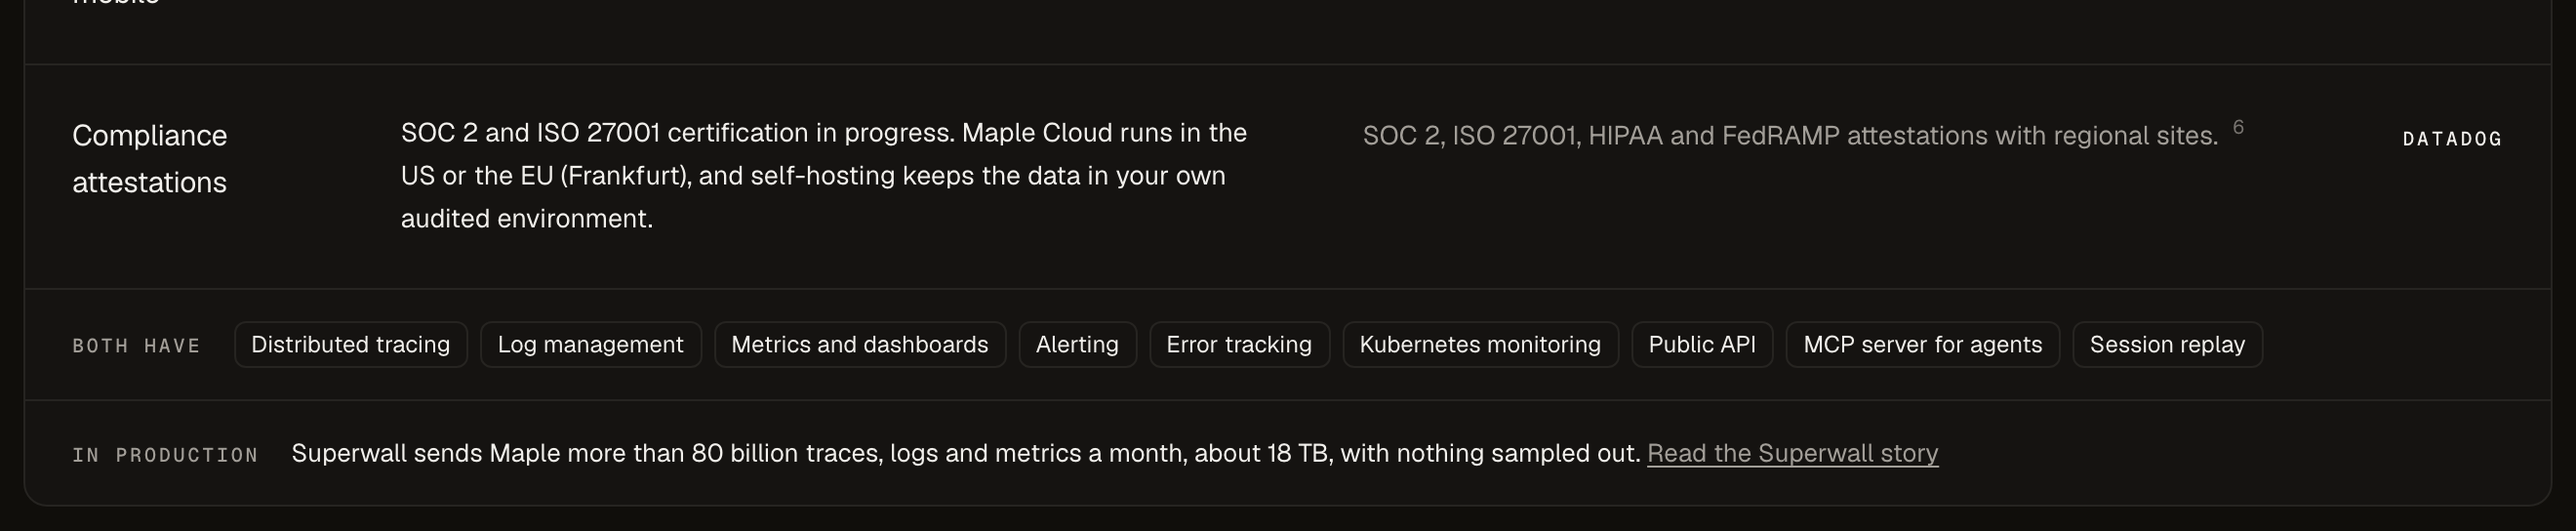 mobile
Compliance
attestations
SOC 2 and ISO 27001 certification in progress. Maple Cloud runs in the
US or the EU (Frankfurt), and self-hosting keeps the data in your own
audited environment.
SOC 2, ISO 27001, HIPAA and FedRAMP attestations with regional sites. 6
DATADOG
BOTH HAVE Distributed tracing Log management Metrics and dashboards Alerting Error tracking Kubernetes monitoring Public API MCP server for agents Session replay
IN PRODUCTION Superwall sends Maple more than 80 billion traces, logs and metrics a month, about 18 TB, with nothing sampled out. Read the Superwall story